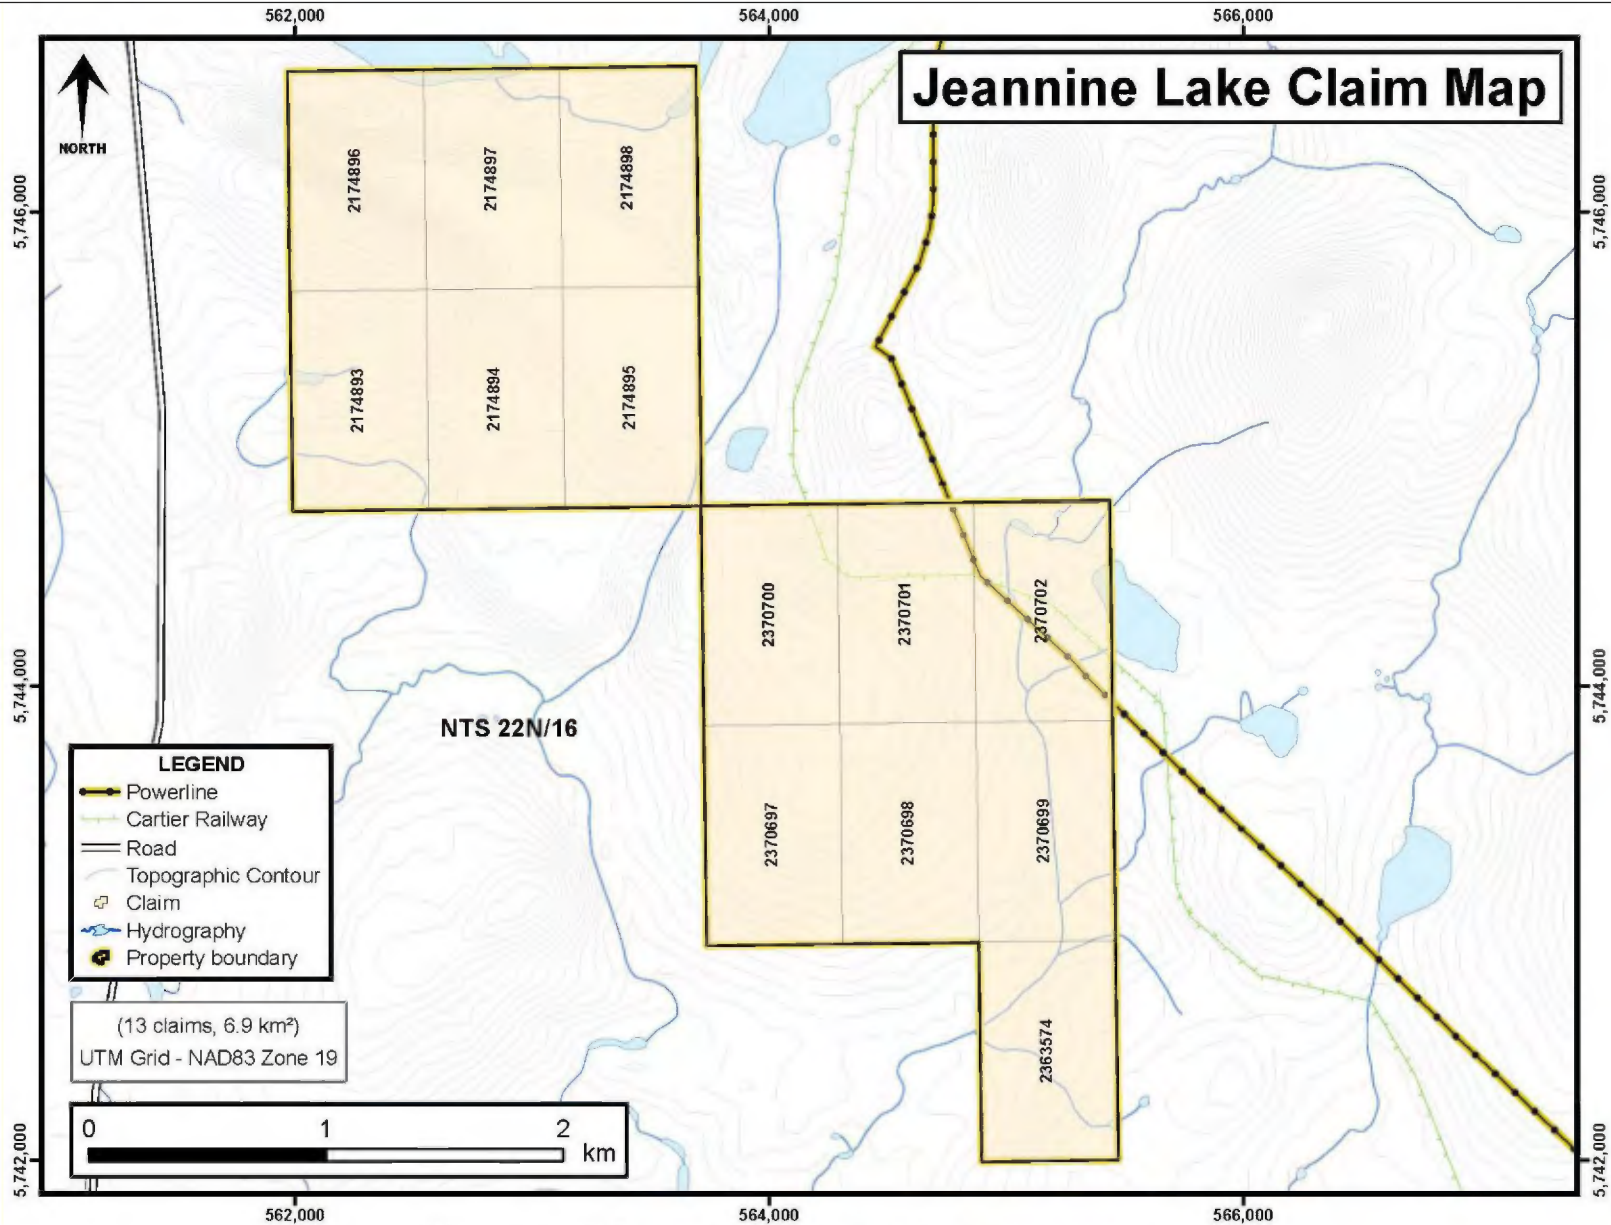 562,000
564,000
566,000
Jeannine Lake Claim Map
NORTH
5,746,000
5,746,000
2174896
2174897
2174898
2174893
2174894
2174895
2370700
2370701
2370702
5,744,000
5,744,000
NTS 22N/16
2370697
2370698
2370699
LEGEND
Powerline
Cartier Railway
Road
Topographic Contour
Claim
Hydrography
Property boundary
(13 claims, 6.9 km²)
UTM Grid - NAD83 Zone 19
2363574
0 1 2
km
5,742,000
5,742,000
562,000
564,000
566,000